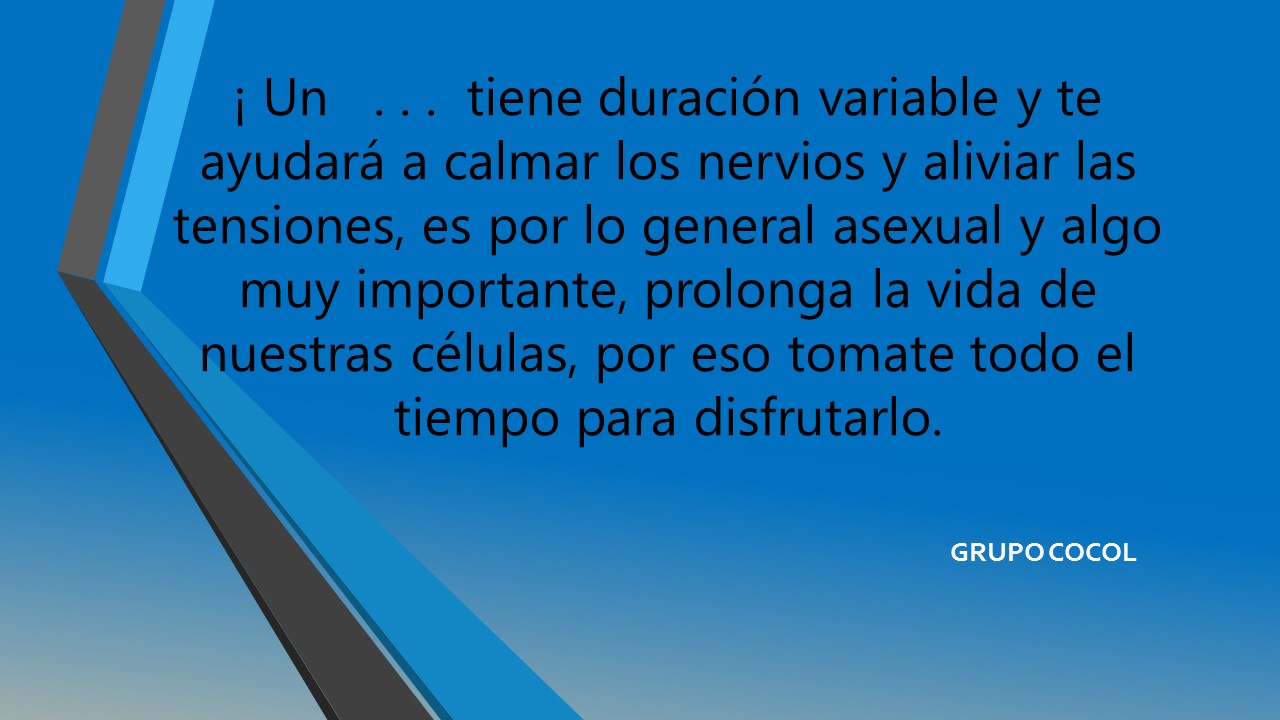 ¡ Un . . . tiene duración variable y te
ayudará a calmar los nervios y aliviar las
tensiones, es por lo general asexual y algo
muy importante, prolonga la vida de
nuestras células, por eso tomate todo el
tiempo para disfrutarlo.
GRUPO COCOL